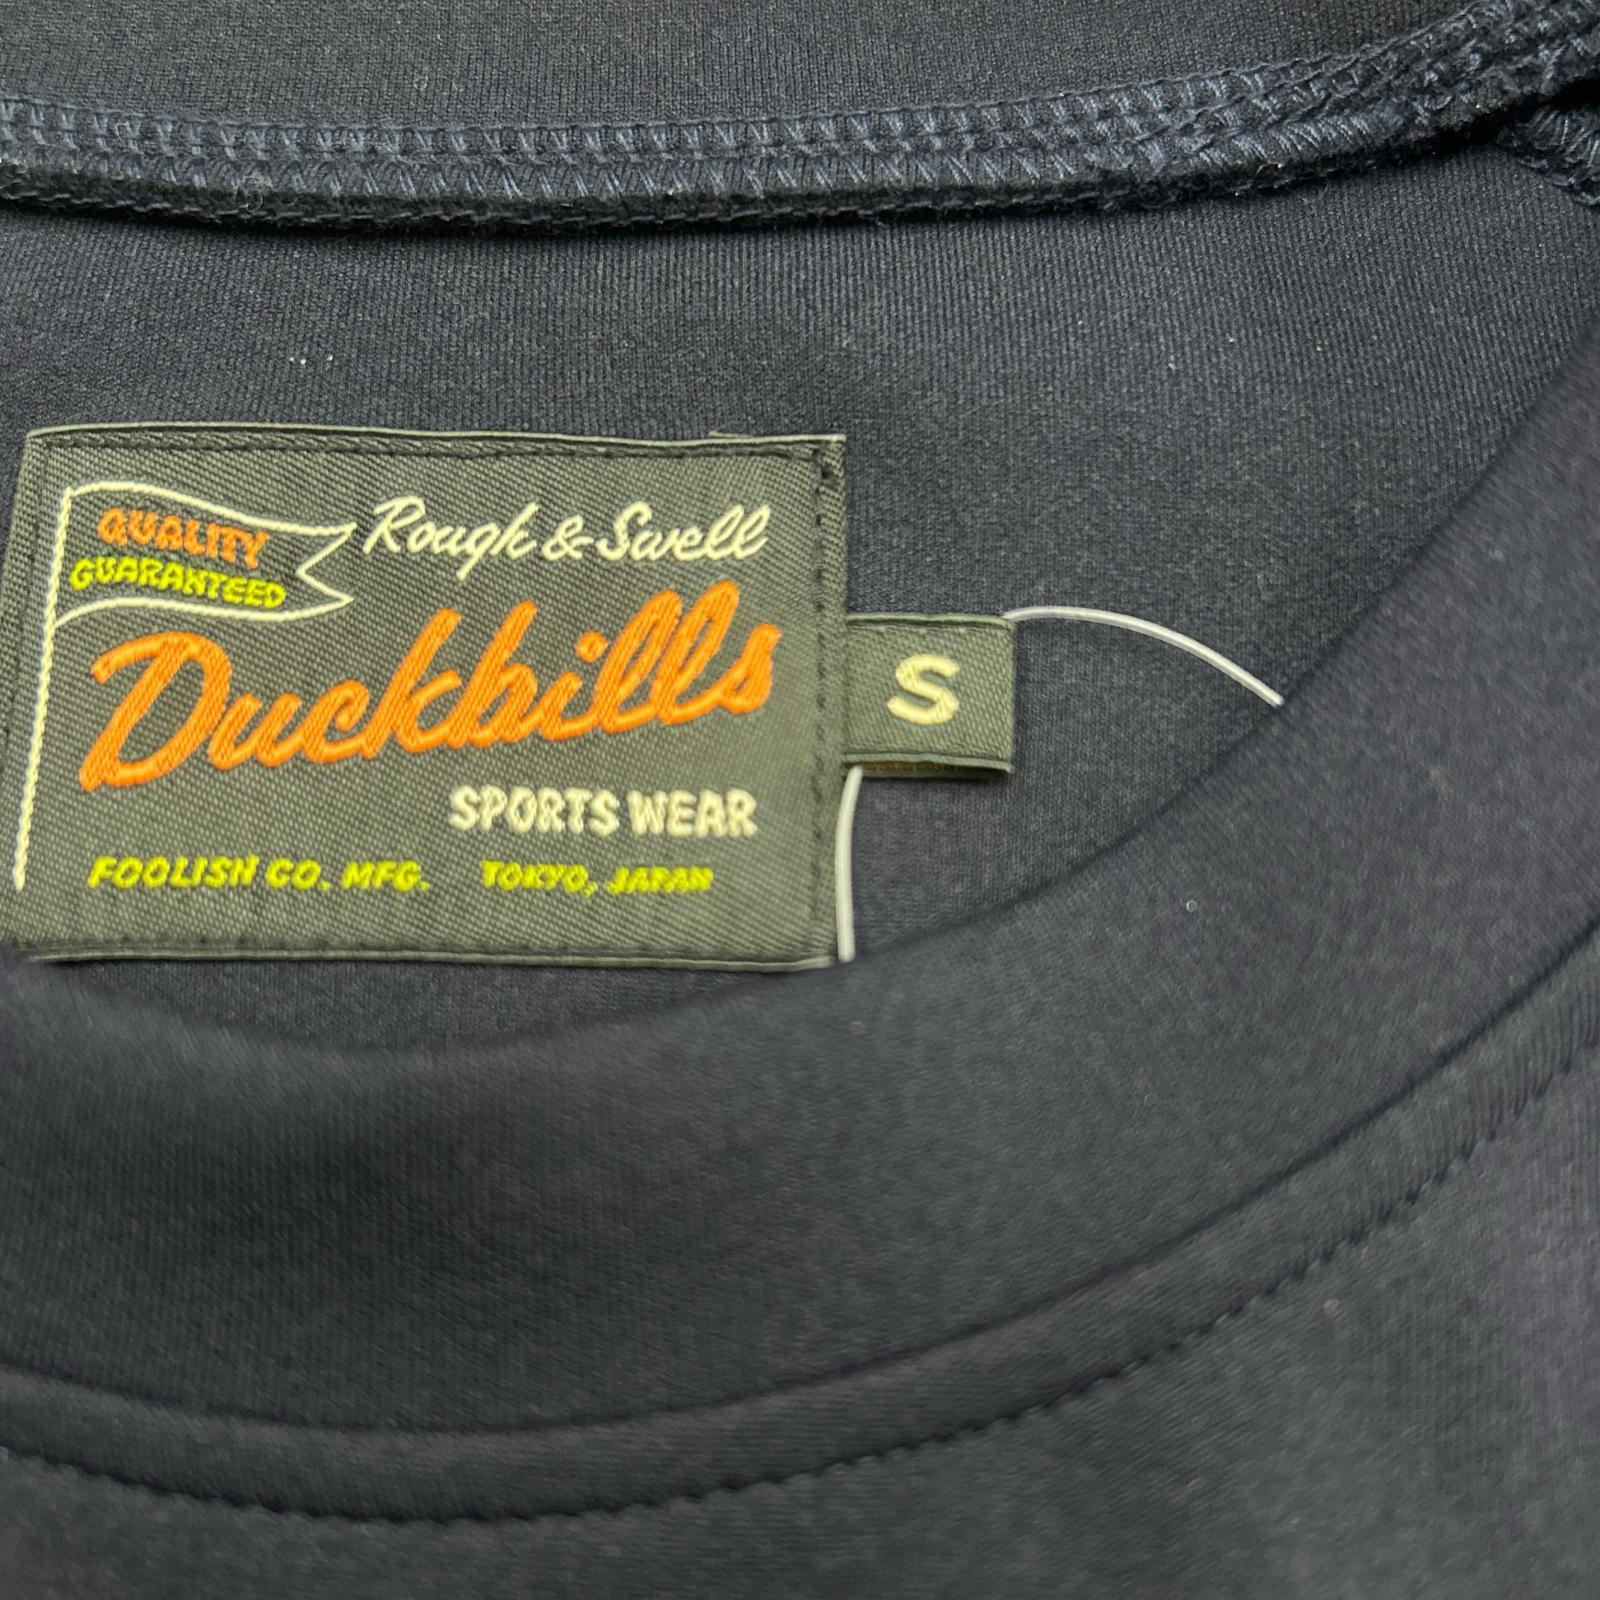 QUALITY
GUARANTEED
Rough & Swell
Duckbills
SPORTS WEAR
FOOLISH CO. MFG. TOKYO, JAPAN
S